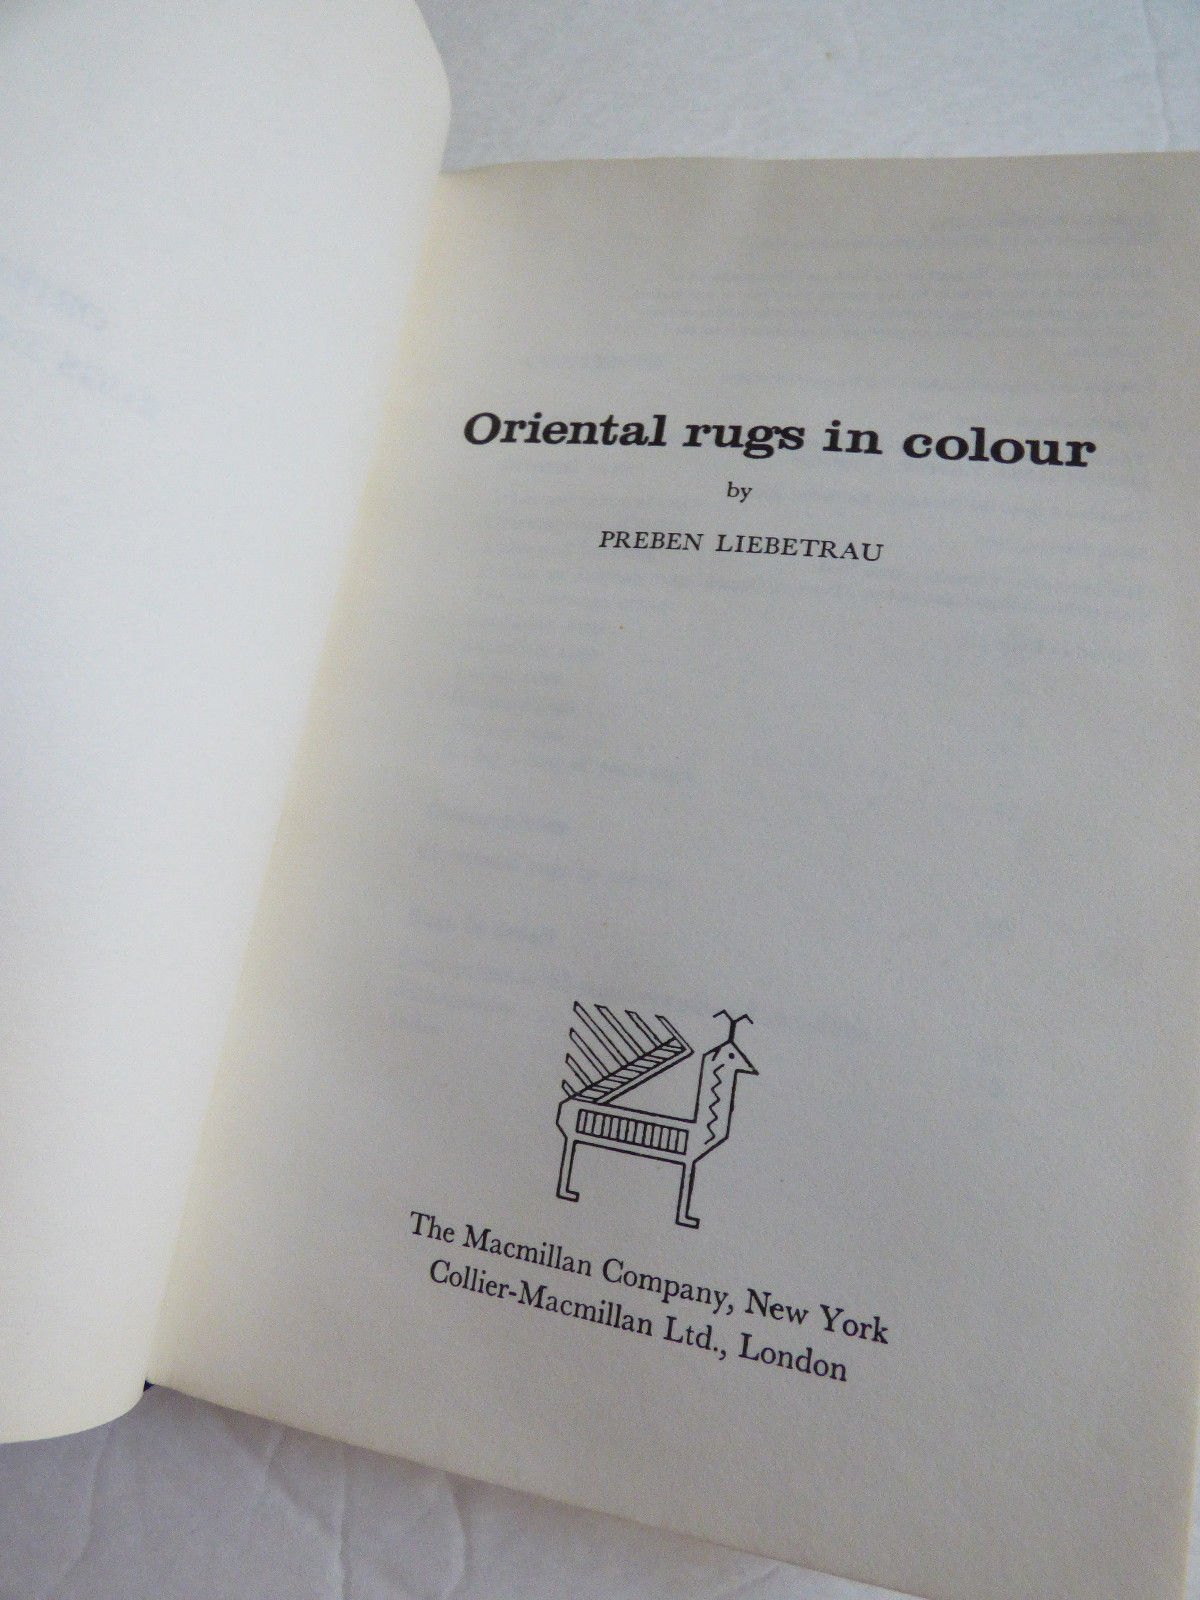 Oriental rugs in colour
by
PREBEN LIEBETRAU
The Macmillan Company, New York
Collier-Macmillan Ltd., London